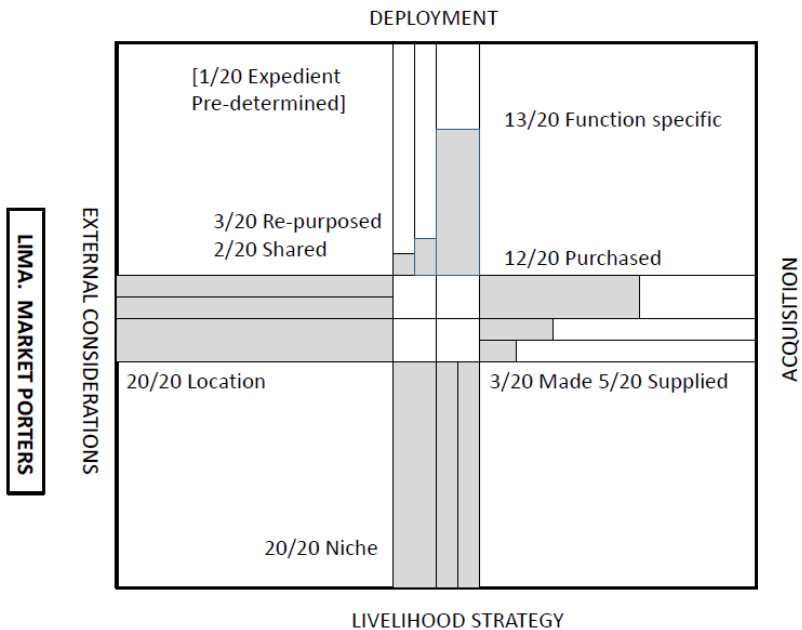 DEPLOYMENT
[1/20 Expedient
Pre-determined]
13/20 Function specific
3/20 Re-purposed
2/20 Shared
12/20 Purchased
LIMA. MARKET PORTERS
EXTERNAL CONSIDERATIONS
ACQUISITION
20/20 Location
3/20 Made 5/20 Supplied
20/20 Niche
LIVELIHOOD STRATEGY